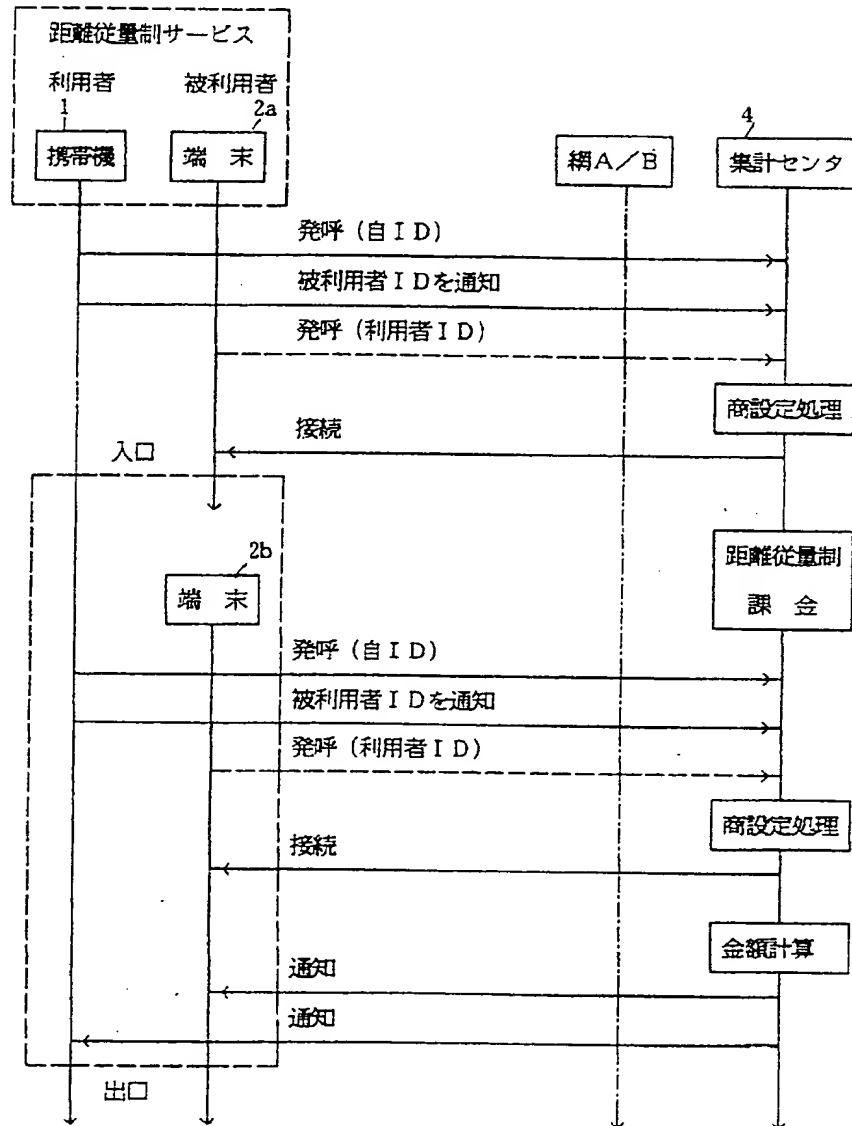 距離従量制サービス
利用者 被利用者
1 2a 4
携帯機 端 末 網A/B 集計センタ
発呼(自ID)
被利用者IDを通知
発呼(利用者ID)
商設定処理
接続
入口
距離従量制
2b
端 末
課 金
発呼(自ID)
被利用者IDを通知
発呼(利用者ID)
商設定処理
接続
金額計算
通知
通知
出口